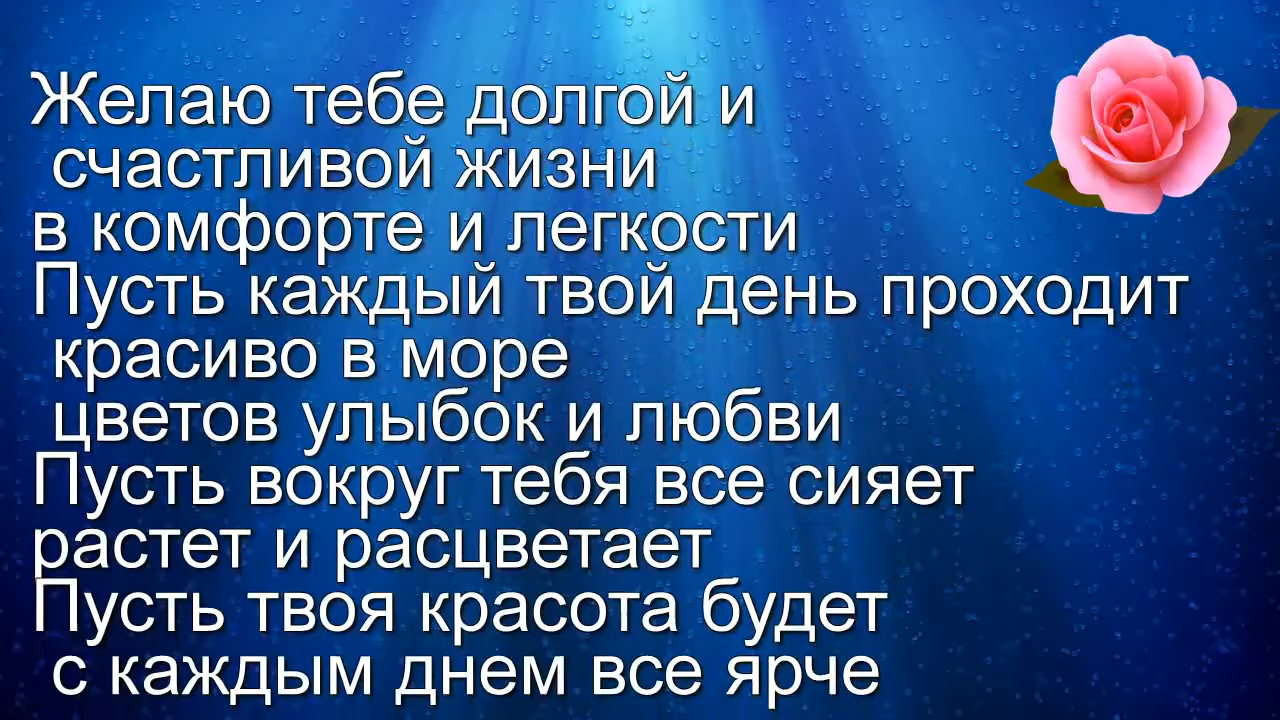 Желаю тебе долгой и
счастливой жизни
в комфорте и легкости
Пусть каждый твой день проходит
красиво в море
цветов улыбок и любви
Пусть вокруг тебя все сияет
растет и расцветает
Пусть твоя красота будет
с каждым днем все ярче